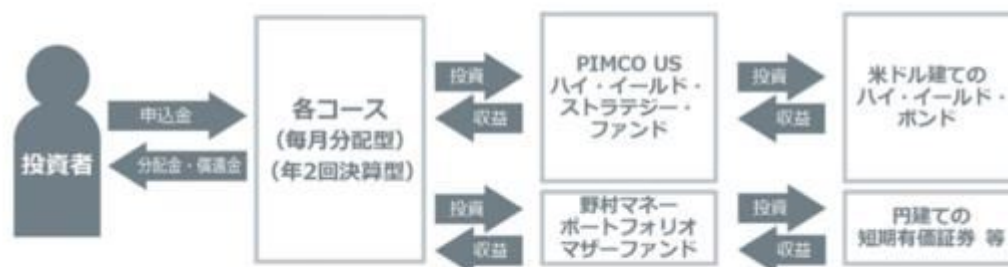 投資者
申込金
分配金・償還金
各コース
（毎月分配型）
（年2回決算型）
投資
収益
PIMCO US
ハイ・イールド・
ストラテジー・
ファンド
投資
収益
米ドル建ての
ハイ・イールド・
ボンド
投資
収益
野村マネー
ポートフォリオ
マザーファンド
投資
収益
円建ての
短期有価証券 等